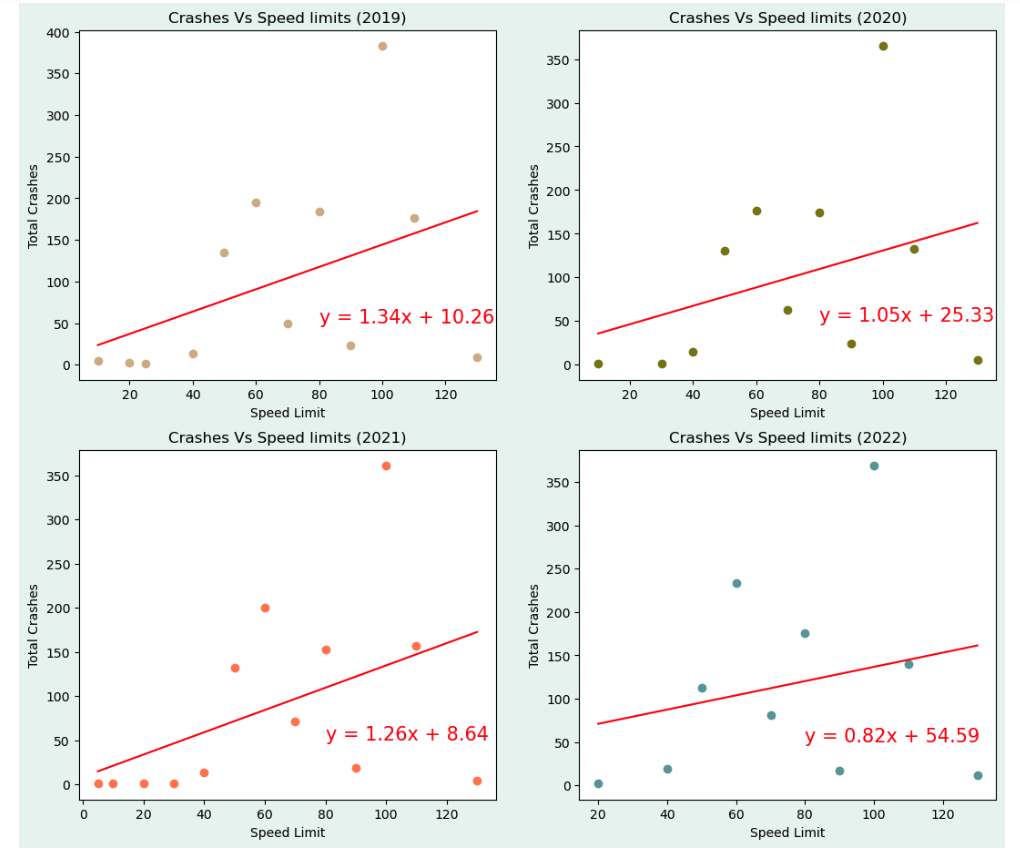 Crashes Vs Speed limits (2019)
400
350
300
250
200
150
100
50
0
Total Crashes
y = 1.34x + 10.26
20 40 60 80 100 120
Speed Limit
Crashes Vs Speed limits (2020)
350
300
250
200
150
100
50
0
Total Crashes
y = 1.05x + 25.33
20 40 60 80 100 120
Speed Limit
Crashes Vs Speed limits (2021)
350
300
250
200
150
100
50
0
Total Crashes
y = 1.26x + 8.64
0 20 40 60 80 100 120
Speed Limit
Crashes Vs Speed limits (2022)
350
300
250
200
150
100
50
0
Total Crashes
y = 0.82x + 54.59
20 40 60 80 100 120
Speed Limit